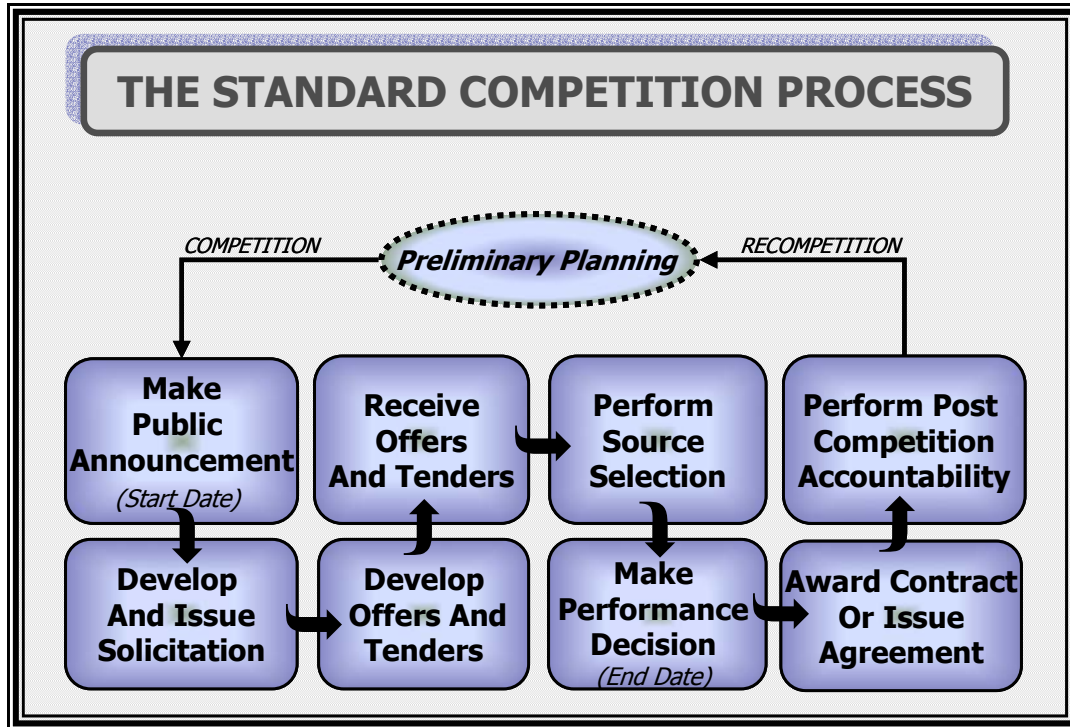 THE STANDARD COMPETITION PROCESS
COMPETITION
Preliminary Planning
RECOMPETITION
Make
Public
Announcement
(Start Date)
Develop
And Issue
Solicitation
Develop
Offers And
Tenders
Receive
Offers
And Tenders
Perform
Source
Selection
Make
Performance
Decision
(End Date)
Award Contract
Or Issue
Agreement
Perform Post
Competition
Accountability